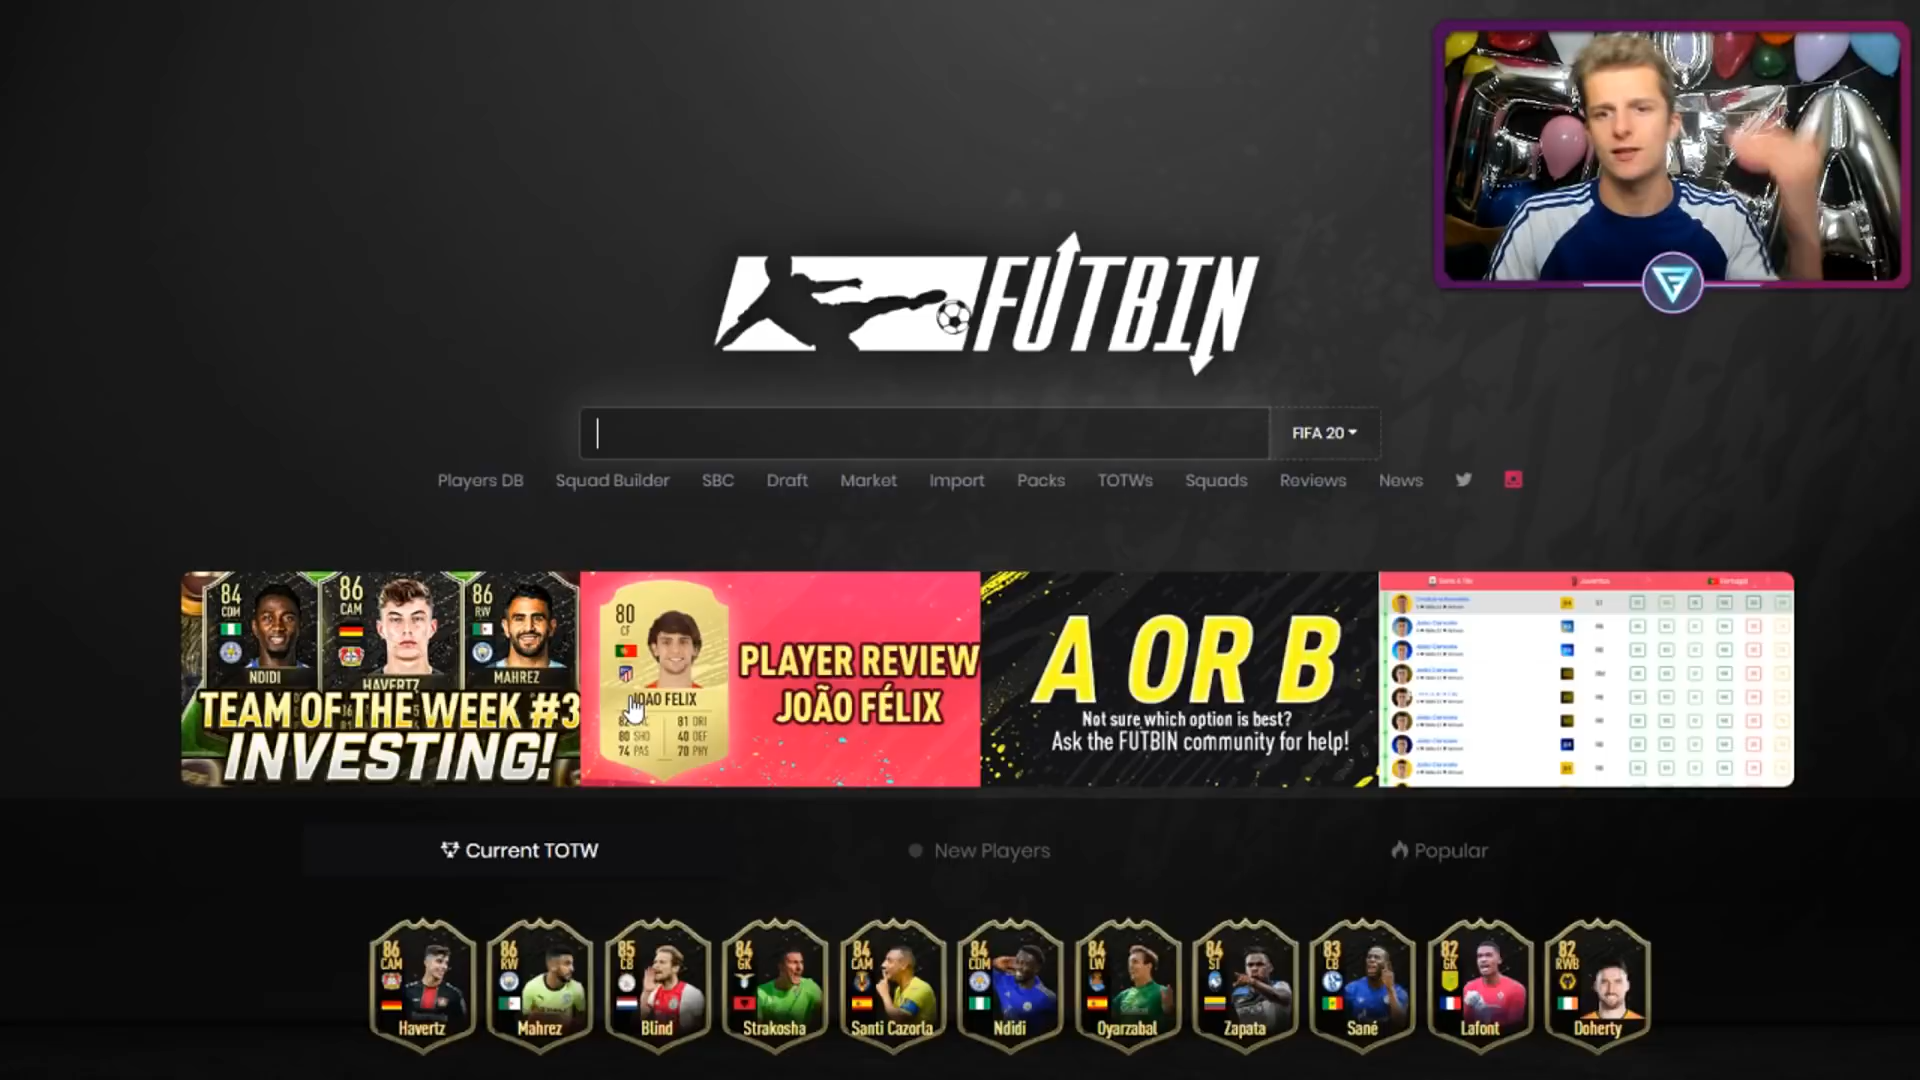 FUTBIN
FIFA 20
Players DB
Squad Builder
SBC
Draft
Market
Import
Packs
TOTWs
Squads
Reviews
News
84
CDM
NDIDI
86
CAM
HAVERTZ
86
RW
MAHREZ
TEAM OF THE WEEK #3
INVESTING!
80
CF
JOAO FELIX
81 DRI
80 SHO
40 DEF
74 PAS
70 PHY
PLAYER REVIEW
JOÃO FÉLIX
A OR B
Not sure which option is best?
Ask the FUTBIN community for help!
Juventus
Portugal
Current TOTW
New Players
Popular
86
CAM
Havertz
86
RW
Mahrez
85
CB
Blind
84
GK
Strakosha
84
CAM
Santi Cazorla
84
CDM
Ndidi
84
LW
Oyarzabal
84
ST
Zapata
83
CB
Sané
82
GK
Lafont
82
RWB
Doherty